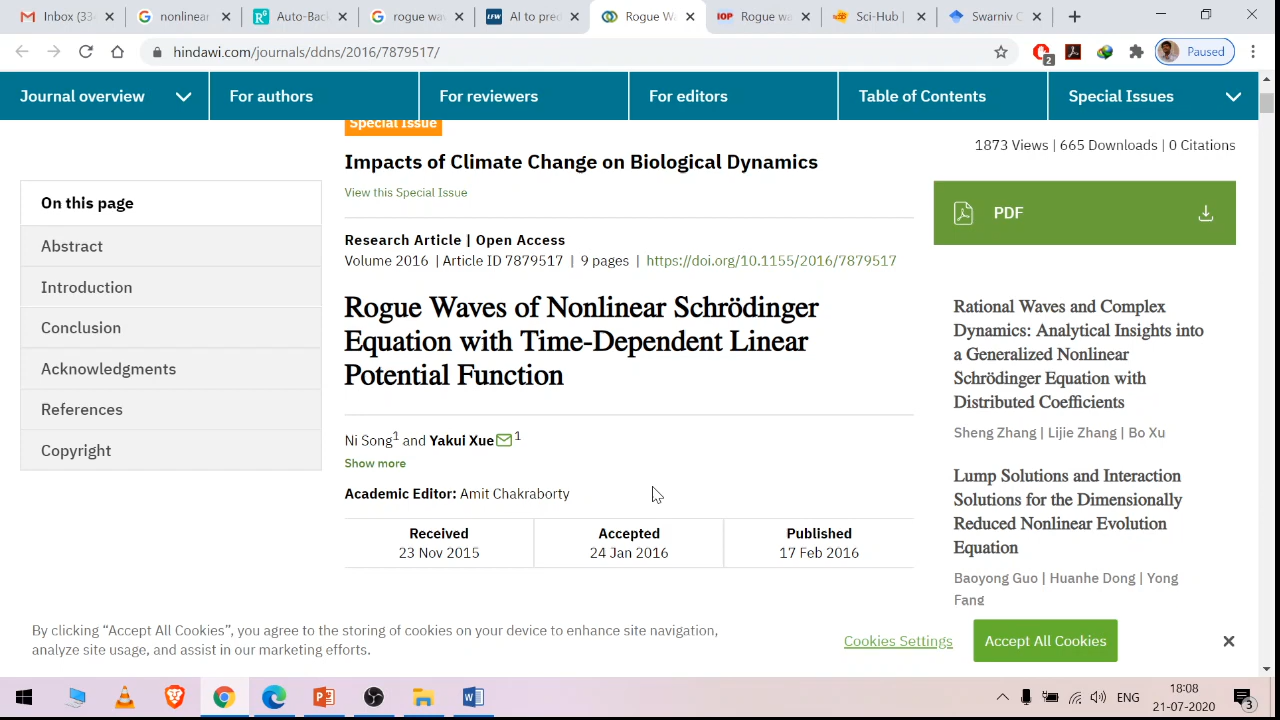 Inbox (33
nonlinear
Auto-Bac
rogue wa
LFW
AI to pred
Rogue W
IOP
Rogue wa
Sci-Hub |
Swarniv C
hindawi.com/journals/ddns/2016/7879517/
2
Paused
Journal overview
For authors
For reviewers
For editors
Table of Contents
Special Issues
Special Issue
Impacts of Climate Change on Biological Dynamics
View this Special Issue
1873 Views | 665 Downloads | 0 Citations
On this page
Abstract
Introduction
Conclusion
Acknowledgments
References
Copyright
PDF
Research Article | Open Access
Volume 2016 | Article ID 7879517 | 9 pages | https://doi.org/10.1155/2016/7879517
Rogue Waves of Nonlinear Schrödinger
Equation with Time-Dependent Linear
Potential Function
Ni Song1 and Yakui Xue 1
Show more
Academic Editor: Amit Chakraborty
Received
23 Nov 2015
Accepted
24 Jan 2016
Published
17 Feb 2016
Rational Waves and Complex
Dynamics: Analytical Insights into
a Generalized Nonlinear
Schrödinger Equation with
Distributed Coefficients
Sheng Zhang | Lijie Zhang | Bo Xu
Lump Solutions and Interaction
Solutions for the Dimensionally
Reduced Nonlinear Evolution
Equation
Baoyong Guo | Huanhe Dong | Yong
Fang
By clicking “Accept All Cookies”, you agree to the storing of cookies on your device to enhance site navigation,
analyze site usage, and assist in our marketing efforts.
Cookies Settings
Accept All Cookies
ENG
18:08
21-07-2020
3